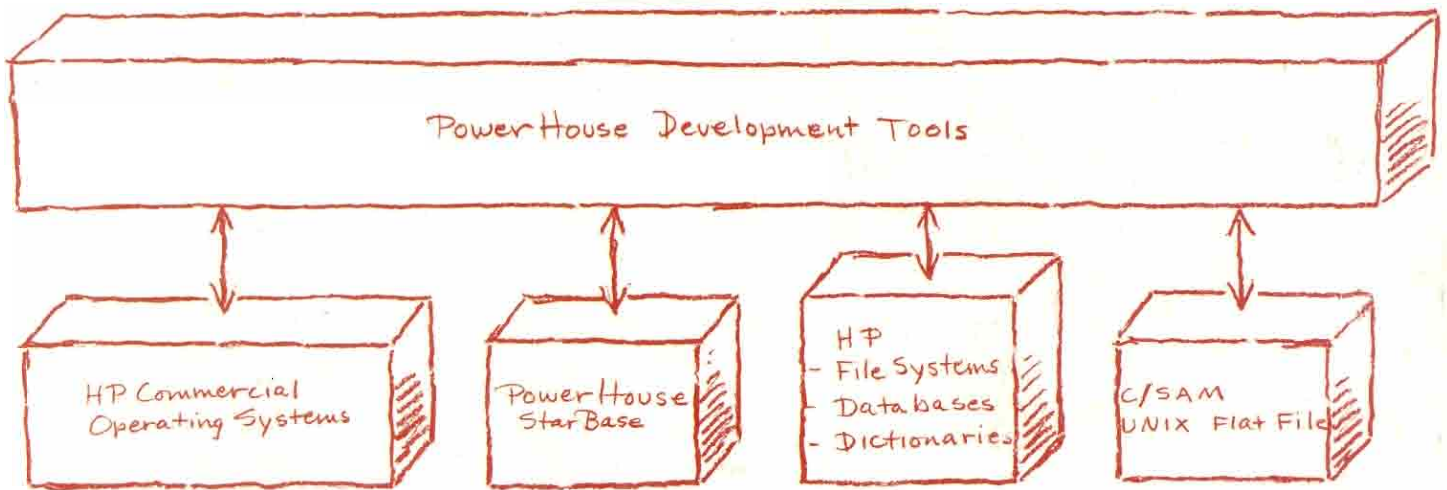 PowerHouse Development Tools
HP Commercial
Operating Systems
PowerHouse
StarBase
HP
- File Systems
- Databases
- Dictionaries
C/SAM
UNIX Flat File